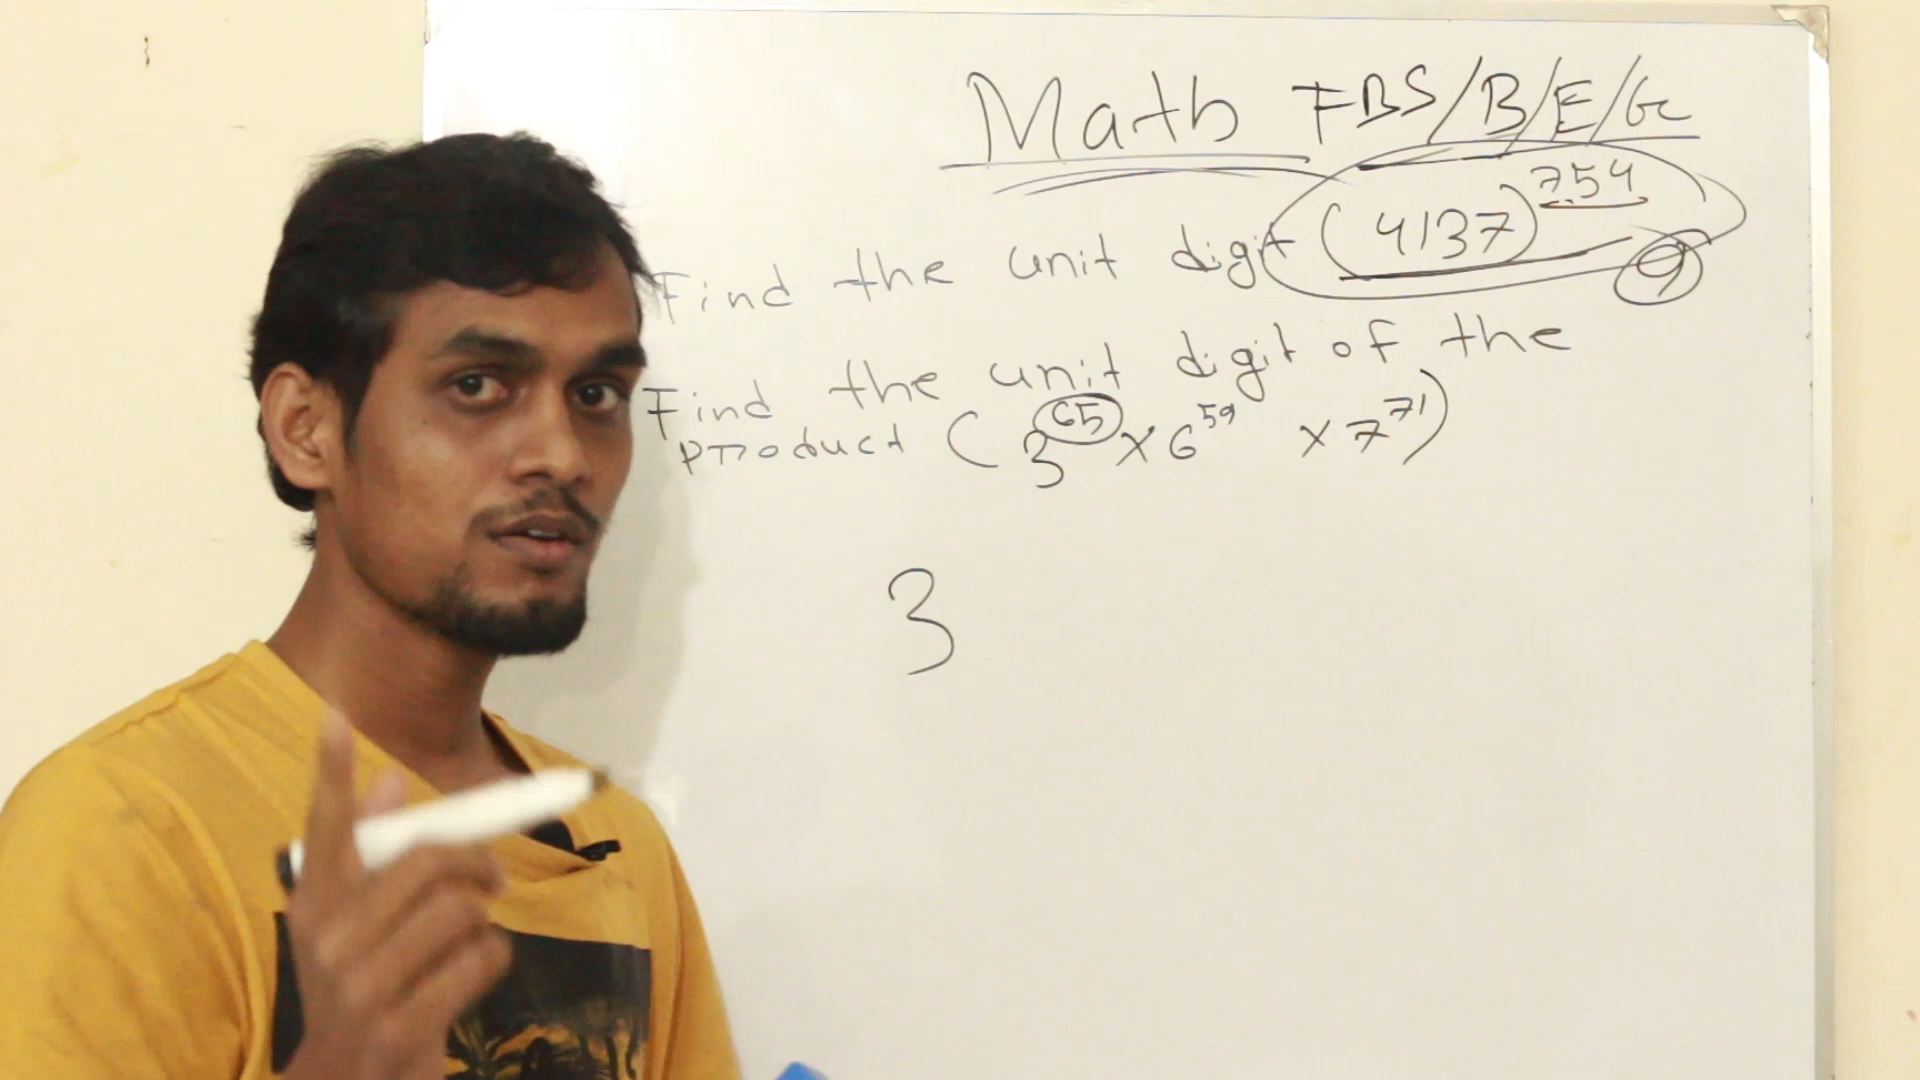 Math FBS/B/E/G
Find the unit digit (4137)^754
9
Find the unit digit of the
product (3^65 × 6^59 × 7^71)
3